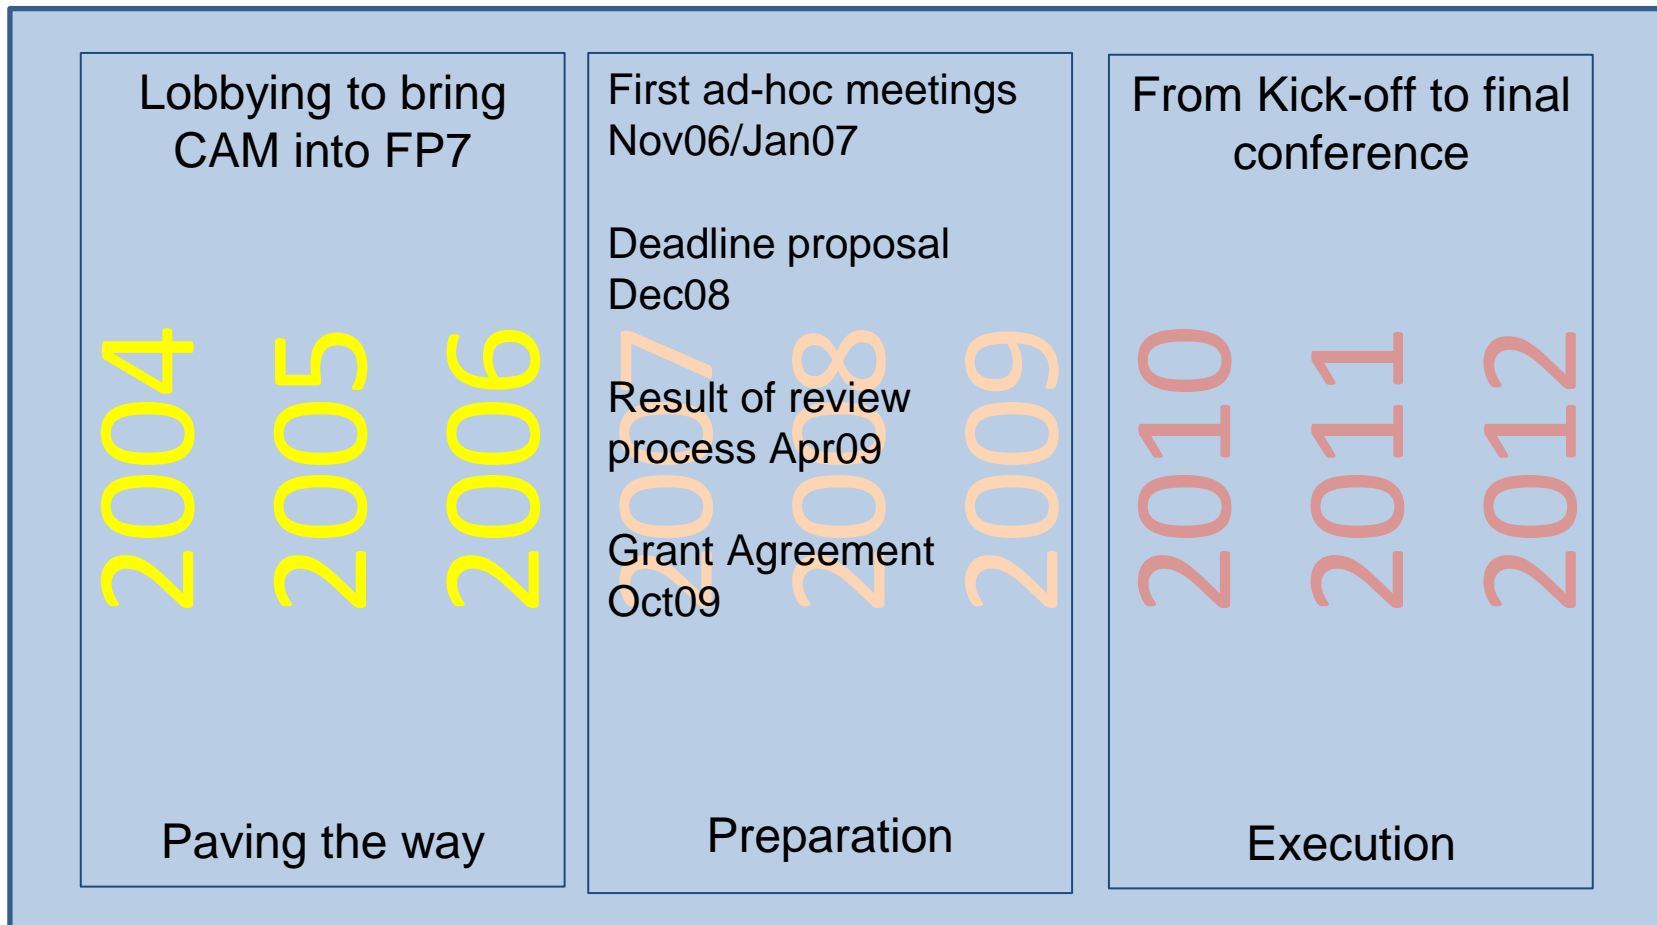 Lobbying to bring
CAM into FP7
2004
2005
2006
Paving the way
First ad-hoc meetings
Nov06/Jan07
Deadline proposal
Dec08
Result of review
process Apr09
Grant Agreement
Oct09
2007
2008
2009
Preparation
From Kick-off to final
conference
2010
2011
2012
Execution